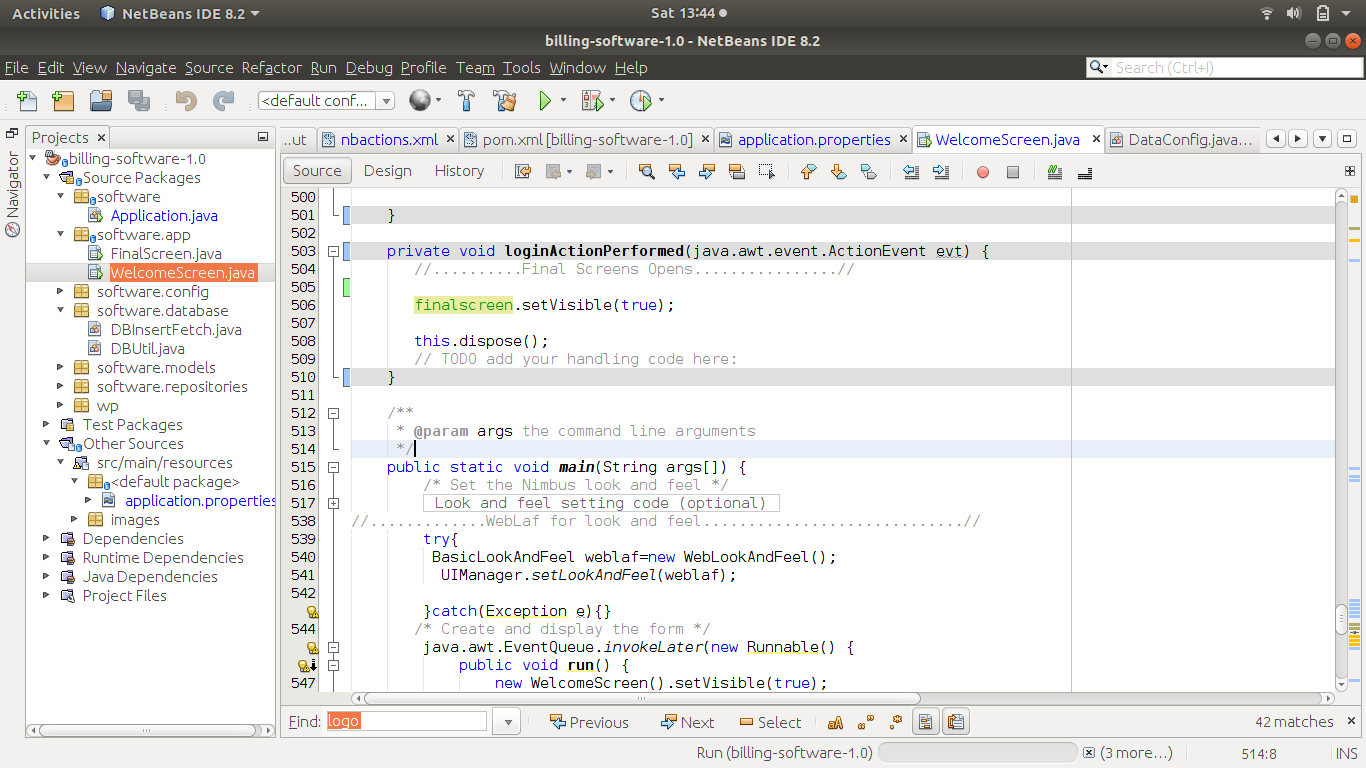 Activities NetBeans IDE 8.2 Sat 13:44
billing-software-1.0 - NetBeans IDE 8.2
File Edit View Navigate Source Refactor Run Debug Profile Team Tools Window Help Search (Ctrl+I)
<default conf...
Projects ..ut nbactions.xml pom.xml [billing-software-1.0] application.properties WelcomeScreen.java DataConfig.java...
Navigator
billing-software-1.0
Source Packages
software
Application.java
software.app
FinalScreen.java
WelcomeScreen.java
software.config
software.database
DBInsertFetch.java
DBUtil.java
software.models
software.repositories
wp
Test Packages
Other Sources
src/main/resources
<default package>
application.properties
images
Dependencies
Runtime Dependencies
Java Dependencies
Project Files
Source Design History
500
501 }
502
503 private void loginActionPerformed(java.awt.event.ActionEvent evt) {
504 //..........Final Screens Opens................//
505
506 finalscreen.setVisible(true);
507
508 this.dispose();
509 // TODO add your handling code here:
510 }
511
512 /**
513 * @param args the command line arguments
514 */
515 public static void main(String args[]) {
516 /* Set the Nimbus look and feel */
517 Look and feel setting code (optional)
538 //.............WebLaf for look and feel.............................//
539 try{
540 BasicLookAndFeel weblaf=new WebLookAndFeel();
541 UIManager.setLookAndFeel(weblaf);
542
}catch(Exception e){}
544 /* Create and display the form */
java.awt.EventQueue.invokeLater(new Runnable() {
public void run() {
547 new WelcomeScreen().setVisible(true);
Find: logo Previous Next Select aA 42 matches
Run (billing-software-1.0) (3 more...) 514:8 INS